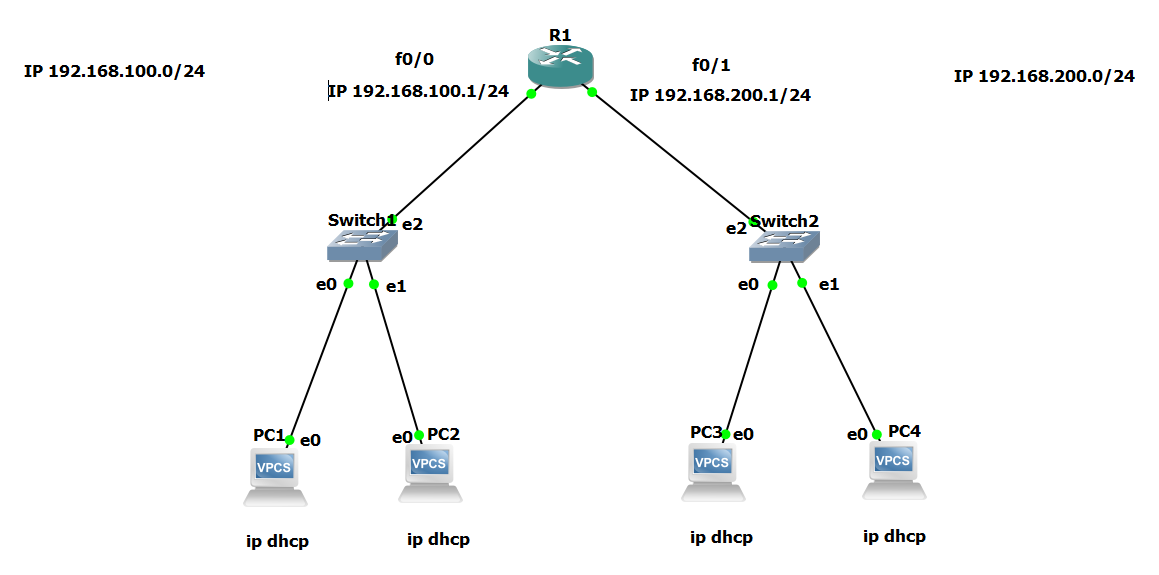 R1
f0/0
f0/1
IP 192.168.100.0/24
IP 192.168.200.0/24
IP 192.168.100.1/24
IP 192.168.200.1/24
Switch1
e2
Switch2
e2
e0
e1
e0
e1
PC1
e0
e0
PC2
PC3
e0
e0
PC4
VPCS
VPCS
VPCS
VPCS
ip dhcp
ip dhcp
ip dhcp
ip dhcp